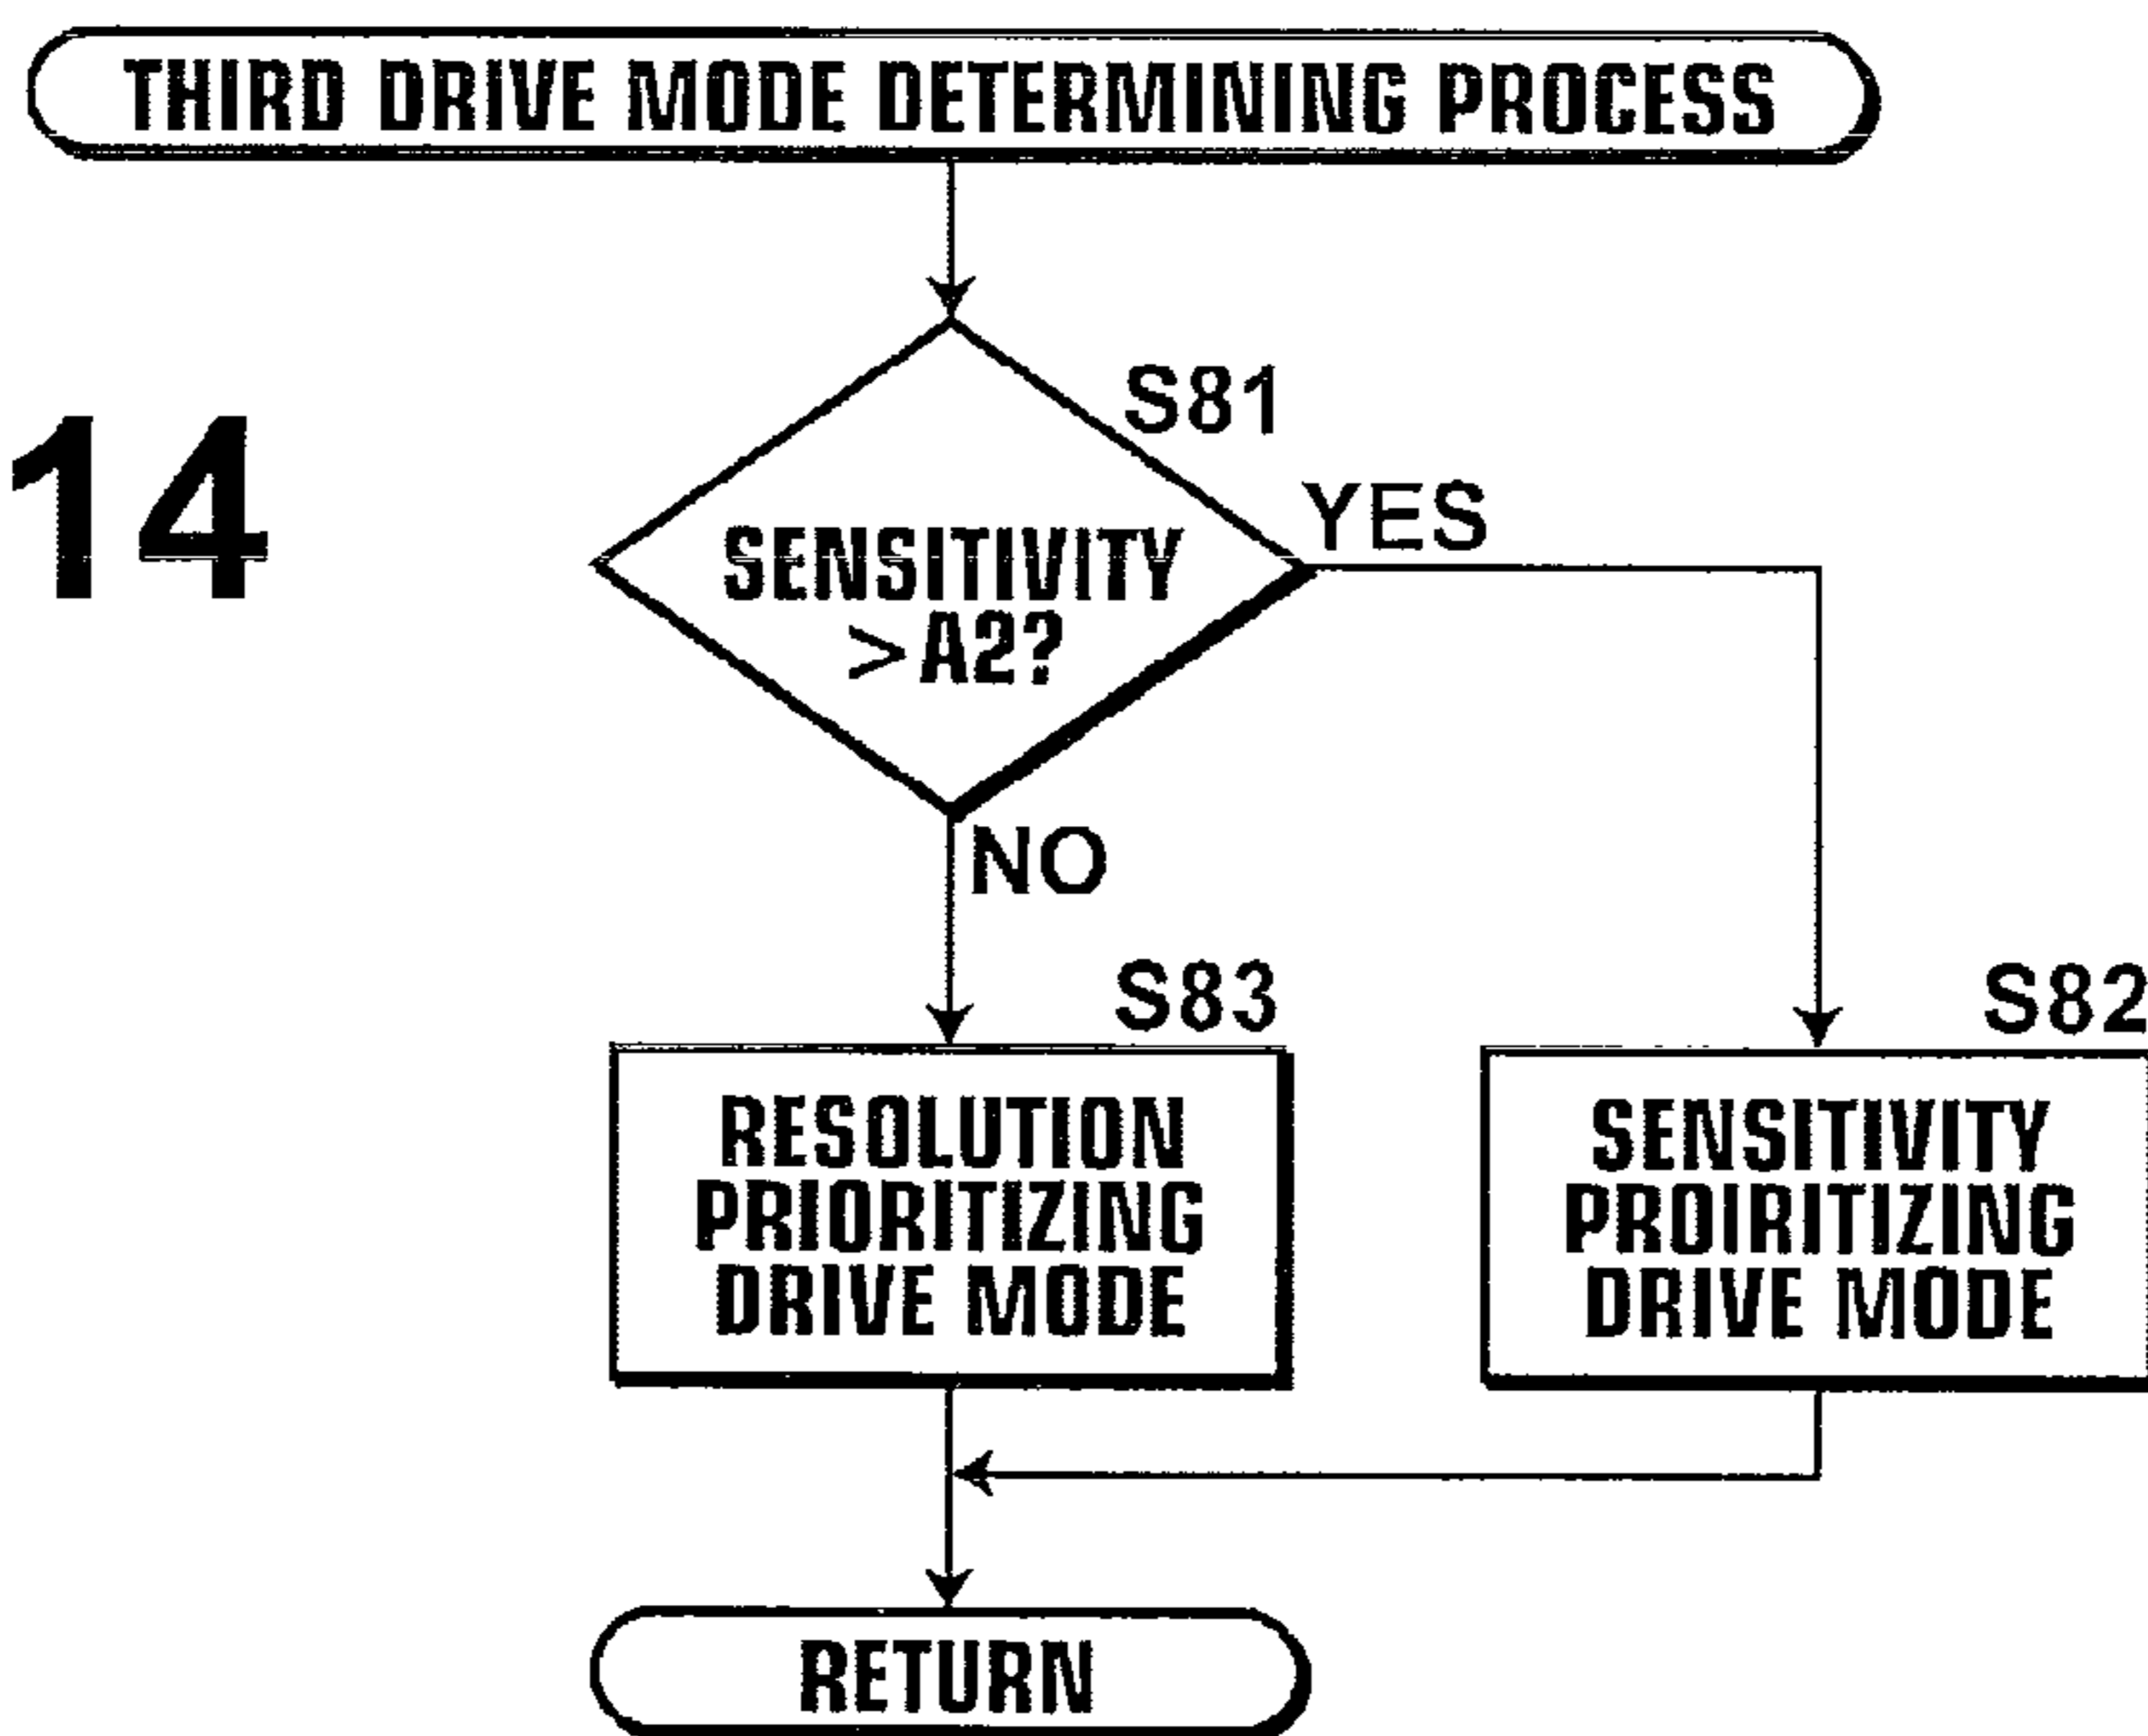 THIRD DRIVE MODE DETERMINING PROCESS
14
S81
SENSITIVITY
>A2?
YES
NO
S83
RESOLUTION
PRIORITIZING
DRIVE MODE
S82
SENSITIVITY
PROIRITIZING
DRIVE MODE
RETURN